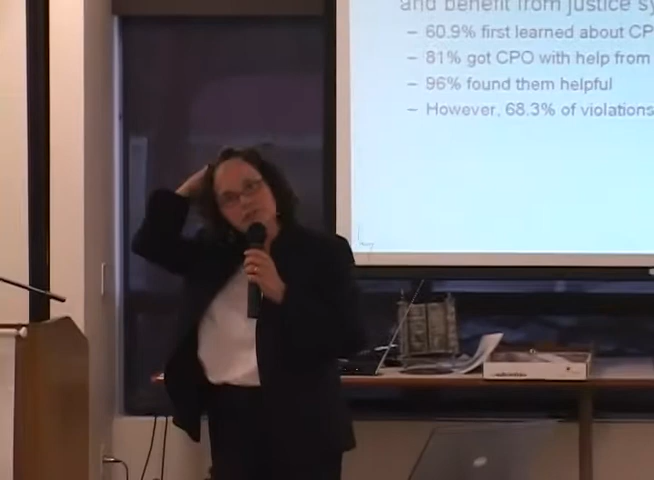 and benefit from justice sy
– 60.9% first learned about CP
– 81% got CPO with help from
– 96% found them helpful
– However, 68.3% of violations